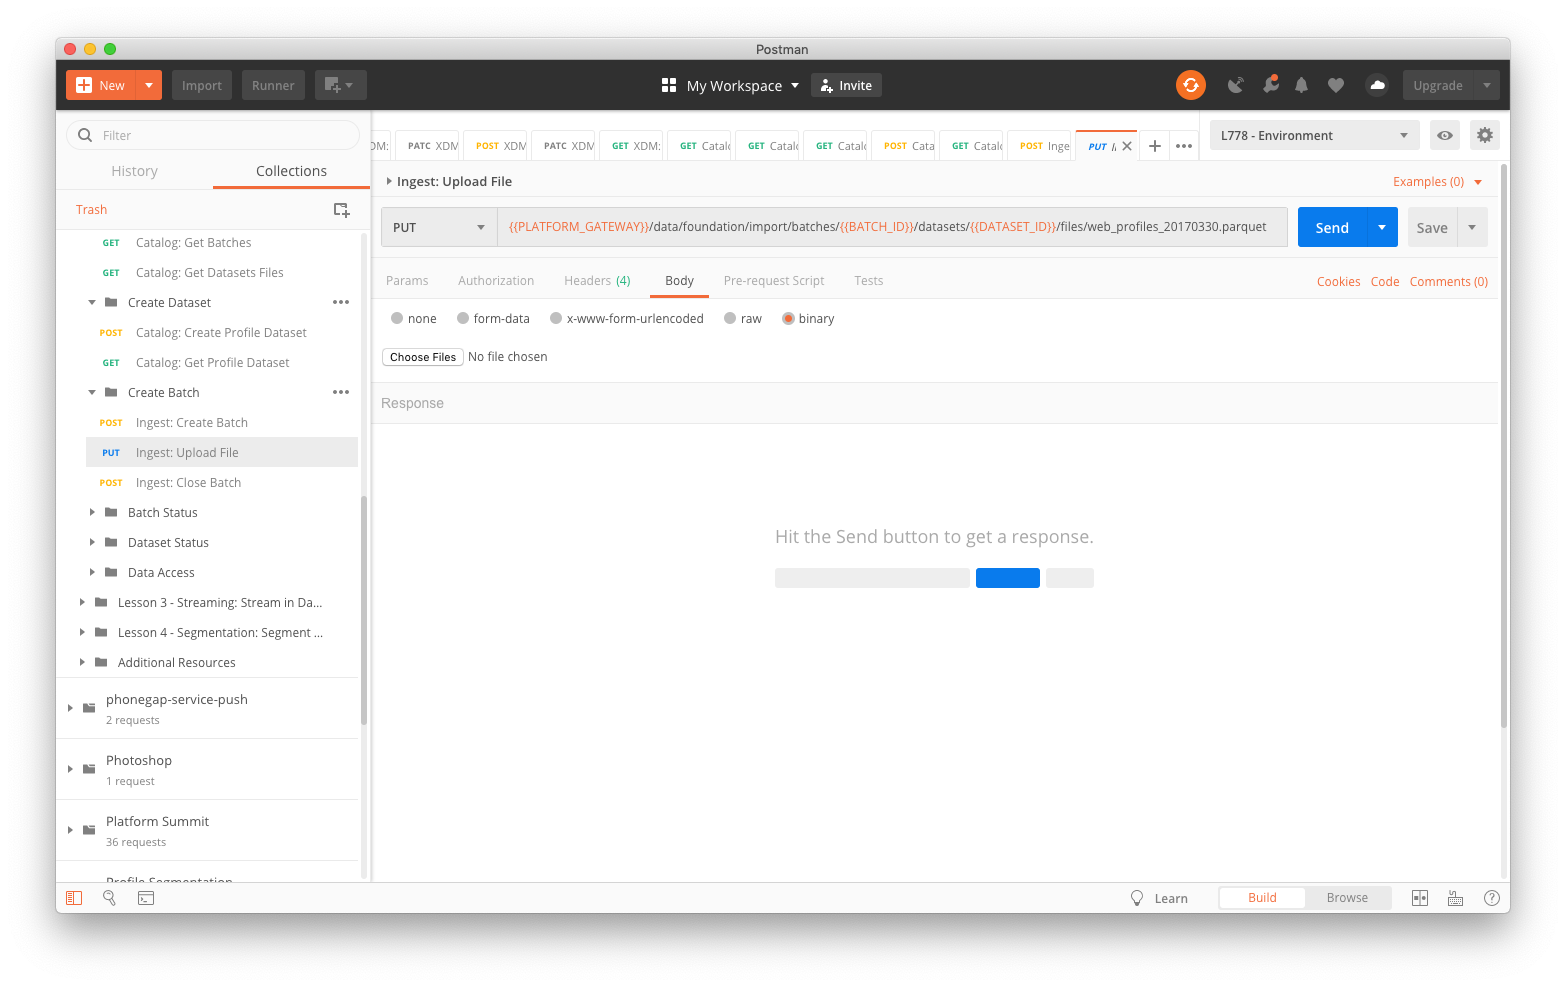 Postman
New
Import
Runner
My Workspace
Invite
Upgrade
Filter
History
Collections
Trash
GET Catalog: Get Batches
GET Catalog: Get Datasets Files
Create Dataset
POST Catalog: Create Profile Dataset
GET Catalog: Get Profile Dataset
Create Batch
POST Ingest: Create Batch
PUT Ingest: Upload File
POST Ingest: Close Batch
Batch Status
Dataset Status
Data Access
Lesson 3 - Streaming: Stream in Da...
Lesson 4 - Segmentation: Segment ...
Additional Resources
phonegap-service-push
2 requests
Photoshop
1 request
Platform Summit
36 requests
Profile Segmentation
DM: PATC XDM POST XDM PATC XDM GET XDM: GET Catal GET Catal GET Catal POST Cata GET Catal POST Inge PUT
L778 - Environment
Ingest: Upload File
Examples (0)
PUT
{{PLATFORM_GATEWAY}}/data/foundation/import/batches/{{BATCH_ID}}/datasets/{{DATASET_ID}}/files/web_profiles_20170330.parquet
Send
Save
Params Authorization Headers (4) Body Pre-request Script Tests
Cookies Code Comments (0)
none form-data x-www-form-urlencoded raw binary
Choose Files No file chosen
Response
Hit the Send button to get a response.
Learn
Build
Browse